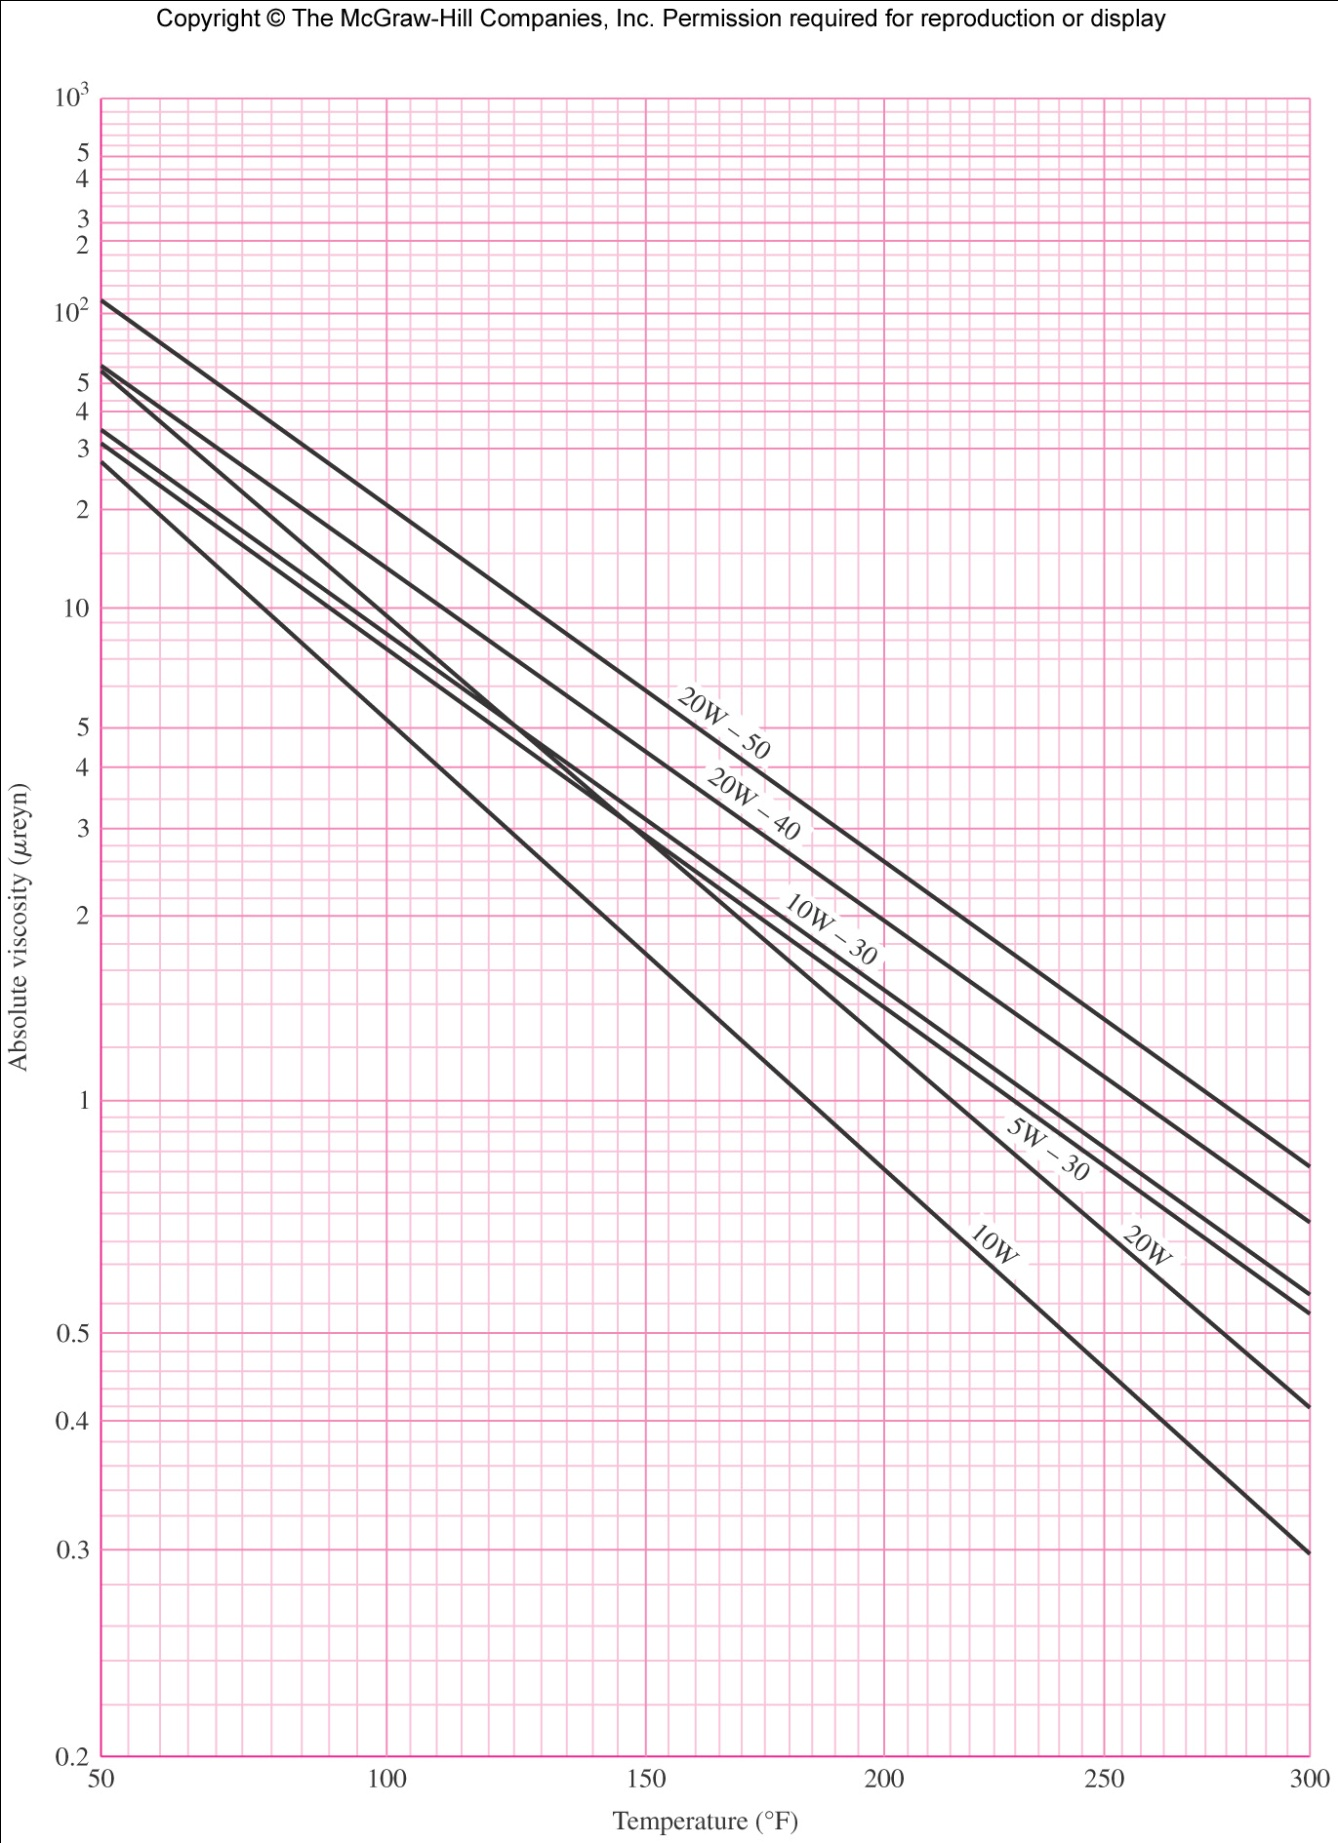 Copyright © The McGraw-Hill Companies, Inc. Permission required for reproduction or display
10³
5
4
3
2
10²
5
4
3
2
10
5
4
3
2
1
0.5
0.4
0.3
0.2
Absolute viscosity (μreyn)
20W – 50
20W – 40
10W – 30
5W – 30
20W
10W
50 100 150 200 250 300
Temperature (°F)